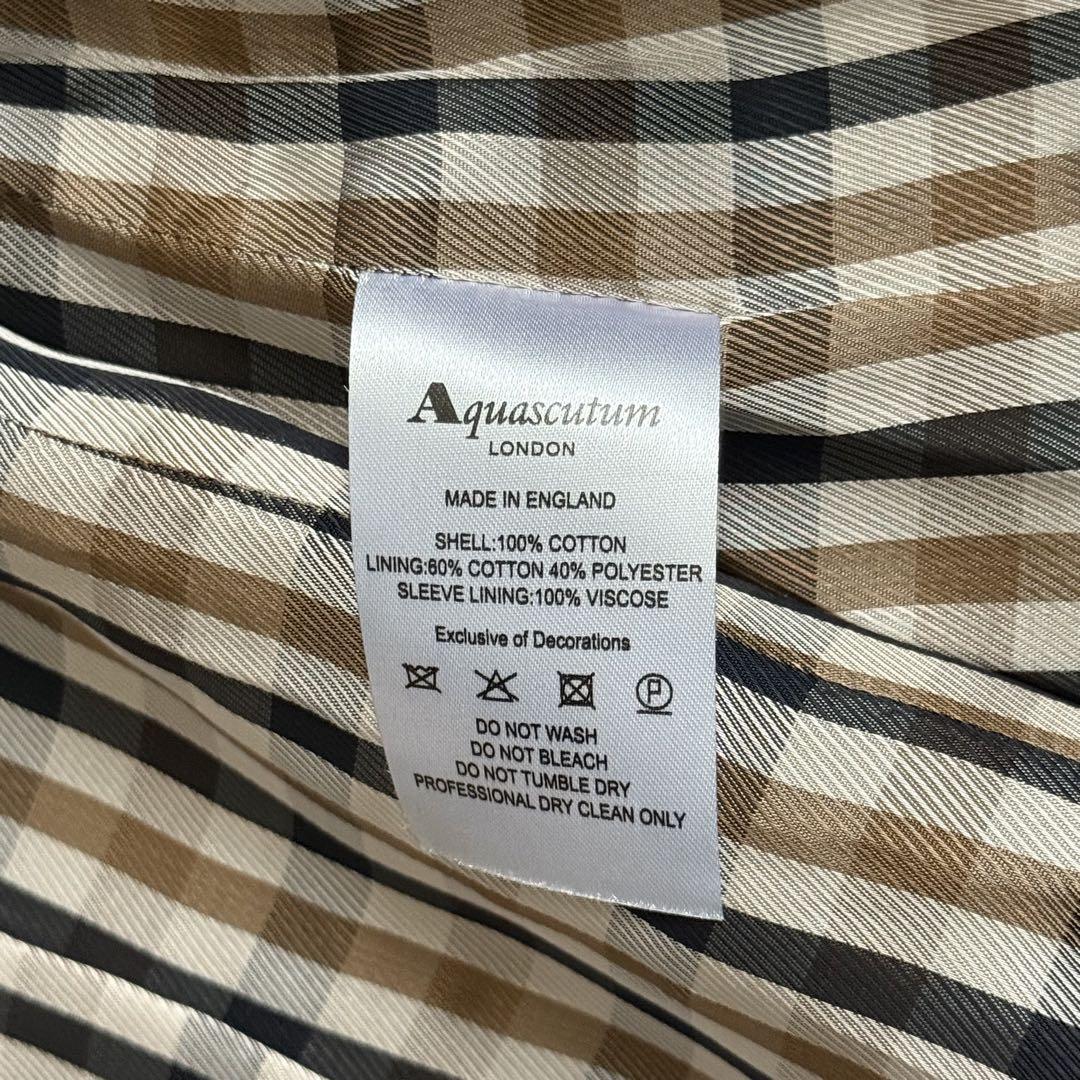 Aquascutum
LONDON
MADE IN ENGLAND
SHELL:100% COTTON
LINING:60% COTTON 40% POLYESTER
SLEEVE LINING:100% VISCOSE
Exclusive of Decorations
P
DO NOT WASH
DO NOT BLEACH
DO NOT TUMBLE DRY
PROFESSIONAL DRY CLEAN ONLY